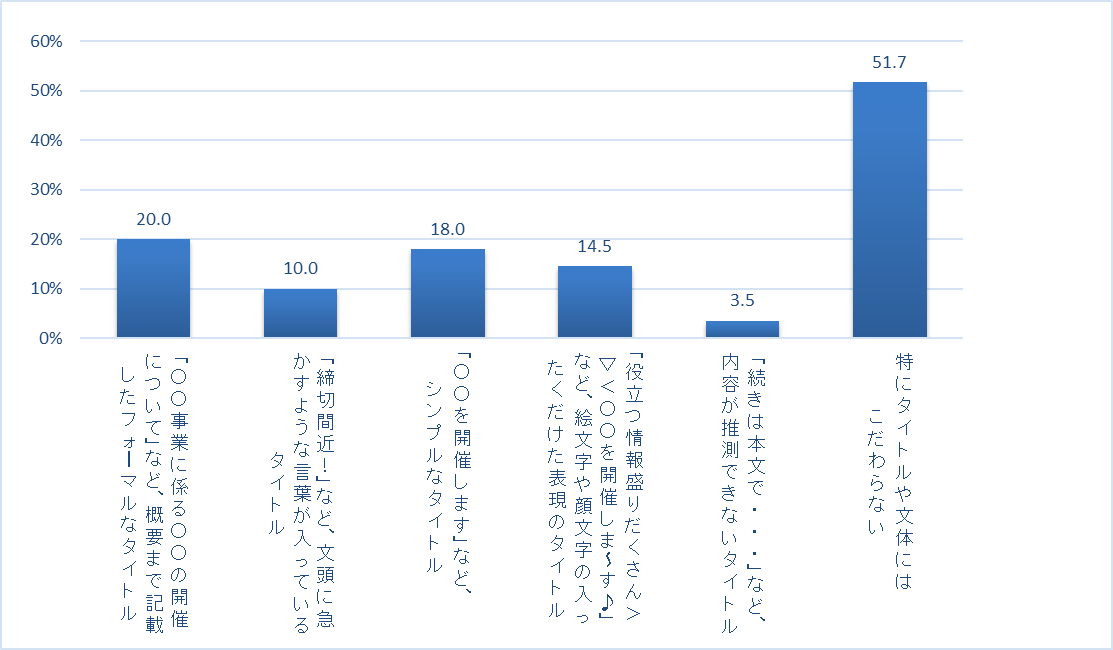 60%
50%
40%
30%
20%
10%
0%
20.0
10.0
18.0
14.5
3.5
51.7
「〇〇事業に係る〇〇の開催
について」など、概要まで記載
したフォーマルなタイトル
「締切間近！」など、文頭に急
かすような言葉が入っている
タイトル
「〇〇を開催します」など、
シンプルなタイトル
「役立つ情報盛りだくさん＞
▽＜〇〇を開催しま～す♪」
など、絵文字や顔文字の入っ
たくだけた表現のタイトル
「続きは本文で・・・」など、
内容が推測できないタイトル
特にタイトルや文体には
こだわらない